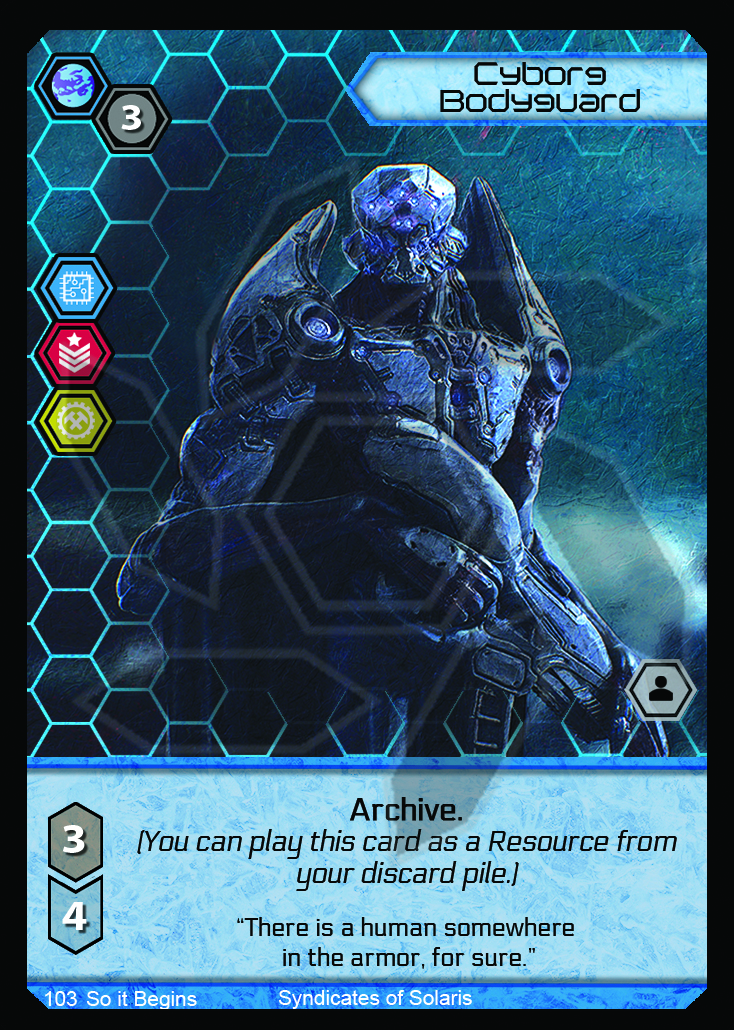 Cyborg
Bodyguard
3
Archive.
(You can play this card as a Resource from
your discard pile.)
3
4
“There is a human somewhere
in the armor, for sure.”
103 So it Begins
Syndicates of Solaris